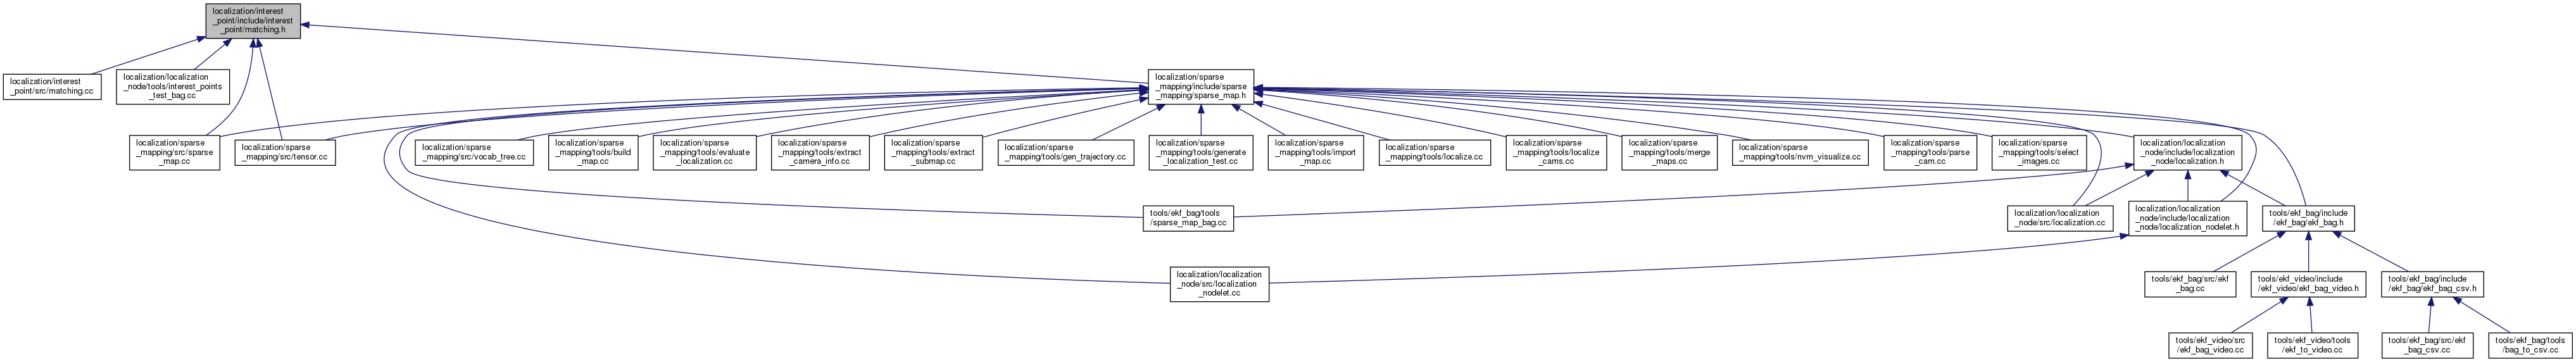 localization/interest
_point/include/interest
_point/matching.h
localization/interest
_point/src/matching.cc
localization/localization
_node/tools/interest_points
_test_bag.cc
localization/sparse
_mapping/include/sparse
_mapping/sparse_map.h
localization/sparse
_mapping/src/sparse
_map.cc
localization/sparse
_mapping/src/tensor.cc
localization/sparse
_mapping/src/vocab_tree.cc
localization/sparse
_mapping/tools/build
_map.cc
localization/sparse
_mapping/tools/evaluate
_localization.cc
localization/sparse
_mapping/tools/extract
_camera_info.cc
localization/sparse
_mapping/tools/extract
_submap.cc
localization/sparse
_mapping/tools/gen_trajectory.cc
localization/sparse
_mapping/tools/generate
_localization_test.cc
localization/sparse
_mapping/tools/import
_map.cc
localization/sparse
_mapping/tools/localize.cc
localization/sparse
_mapping/tools/localize
_cams.cc
localization/sparse
_mapping/tools/merge
_maps.cc
localization/sparse
_mapping/tools/nvm_visualize.cc
localization/sparse
_mapping/tools/parse
_cam.cc
localization/sparse
_mapping/tools/select
_images.cc
localization/localization
_node/include/localization
_node/localization.h
tools/ekf_bag/tools
/sparse_map_bag.cc
localization/localization
_node/src/localization.cc
localization/localization
_node/include/localization
_node/localization_nodelet.h
tools/ekf_bag/include
/ekf_bag/ekf_bag.h
localization/localization
_node/src/localization
_nodelet.cc
tools/ekf_bag/src/ekf
_bag.cc
tools/ekf_video/include
/ekf_video/ekf_bag_video.h
tools/ekf_bag/include
/ekf_bag/ekf_bag_csv.h
tools/ekf_video/src
/ekf_bag_video.cc
tools/ekf_video/tools
/ekf_to_video.cc
tools/ekf_bag/src/ekf
_bag_csv.cc
tools/ekf_bag/tools
/bag_to_csv.cc